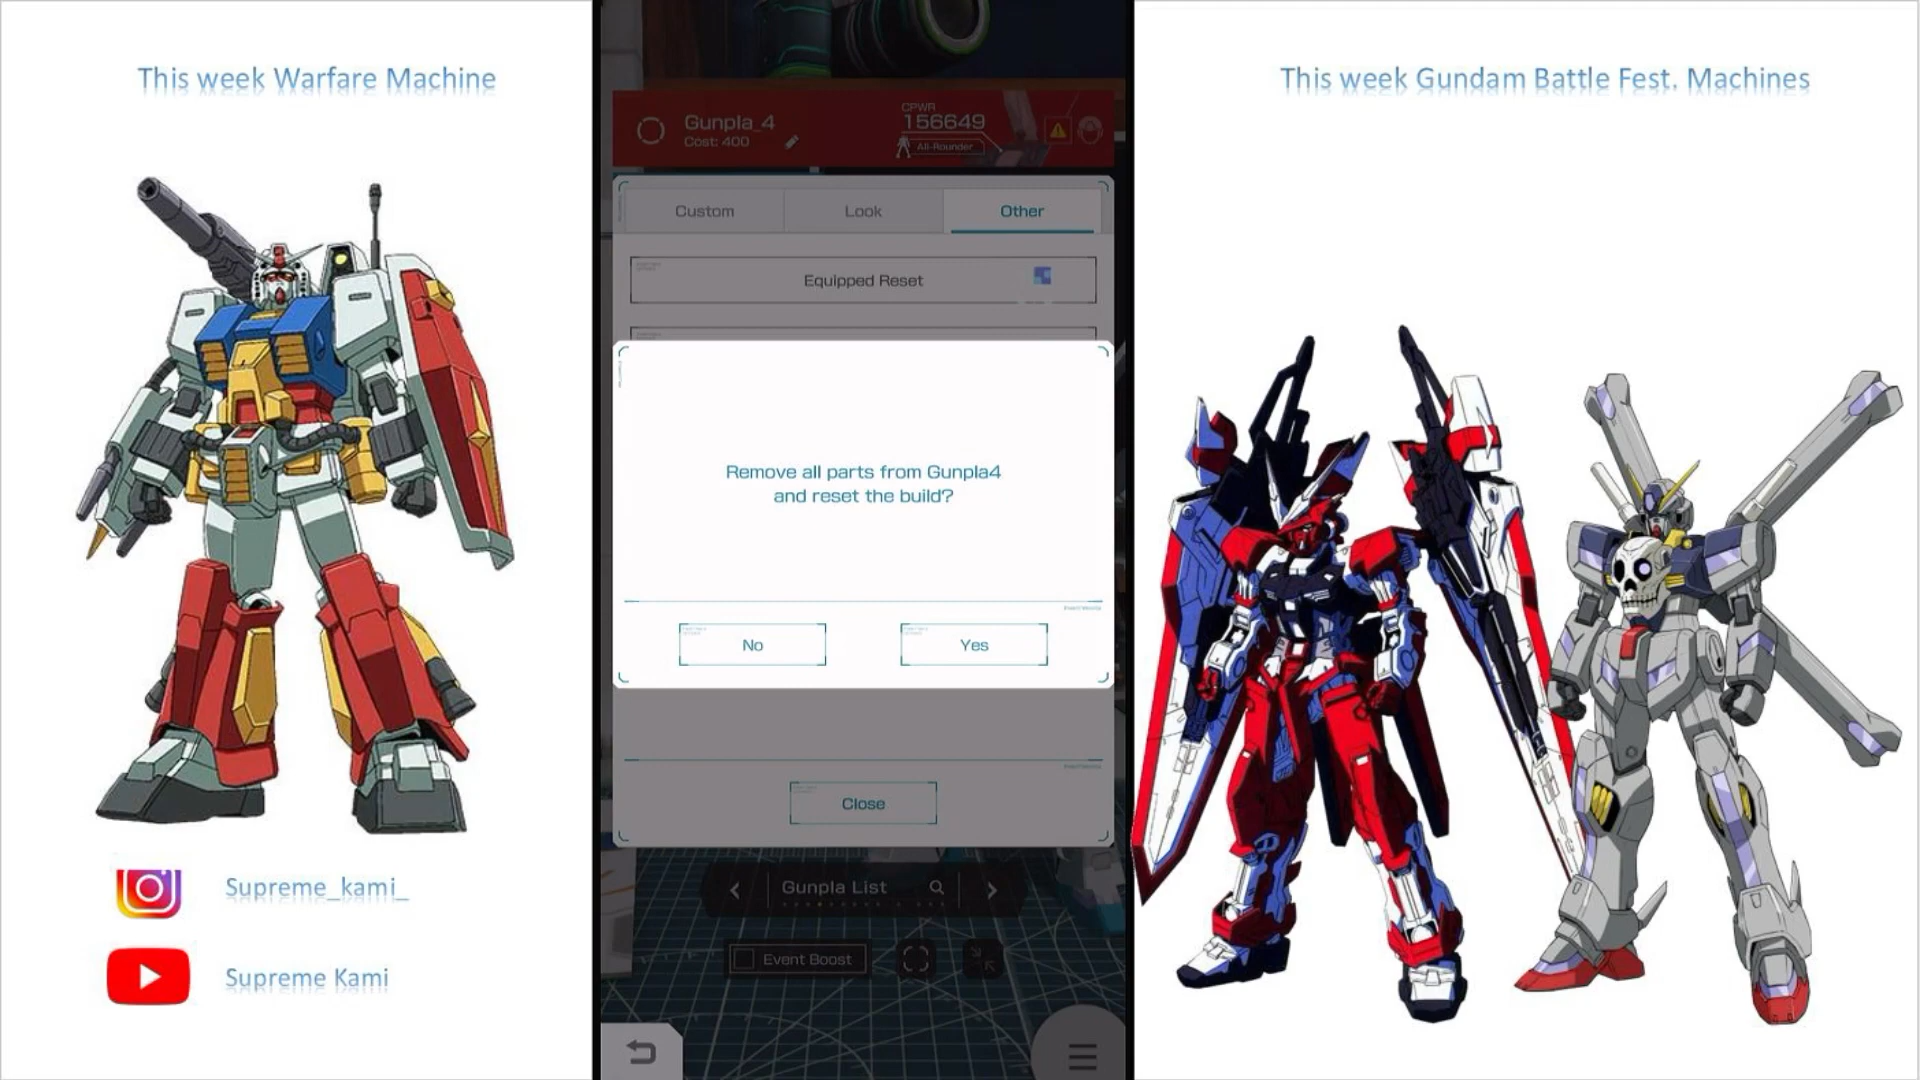 This week Warfare Machine
Supreme_kami_
Supreme Kami
Gunpla_4
Cost: 400
CPWR
156649
All-Rounder
Custom
Look
Other
Equipped Reset
Remove all parts from Gunpla4
and reset the build?
No
Yes
Close
Gunpla List
Event Boost
This week Gundam Battle Fest. Machines